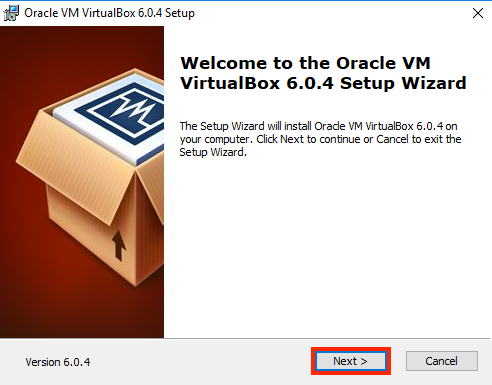 Oracle VM VirtualBox 6.0.4 Setup
Welcome to the Oracle VM
VirtualBox 6.0.4 Setup Wizard
The Setup Wizard will install Oracle VM VirtualBox 6.0.4 on
your computer. Click Next to continue or Cancel to exit the
Setup Wizard.
Version 6.0.4
Next >
Cancel